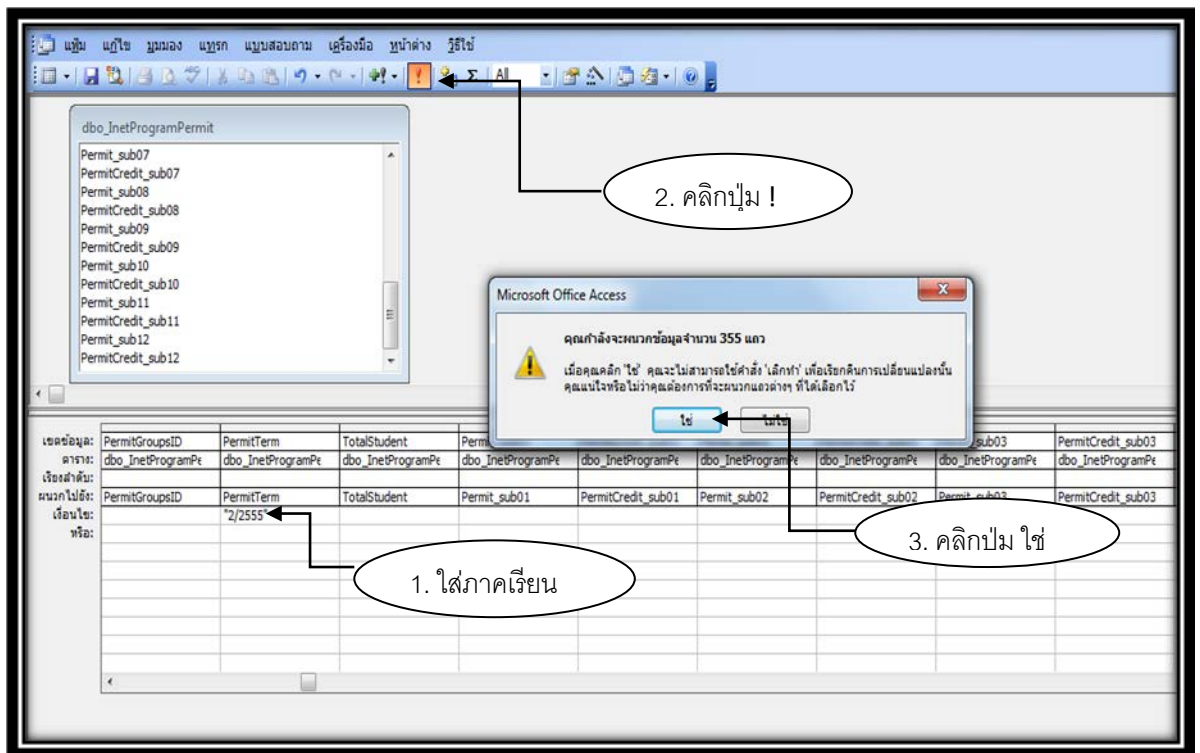 แฟ้ม แก้ไข มุมมอง แทรก แบบสอบถาม เครื่องมือ หน้าต่าง วิธีใช้
All
dbo_InetProgramPermit
Permit_sub07
PermitCredit_sub07
Permit_sub08
PermitCredit_sub08
Permit_sub09
PermitCredit_sub09
Permit_sub10
PermitCredit_sub10
Permit_sub11
PermitCredit_sub11
Permit_sub12
PermitCredit_sub12
2. คลิกปุ่ม !
Microsoft Office Access
คุณกำลังจะผนวกข้อมูลจำนวน 355 แถว
เมื่อคุณคลิก 'ใช่' คุณจะไม่สามารถใช้คำสั่ง 'เลิกทำ' เพื่อเรียกคืนการเปลี่ยนแปลงนั้น
คุณแน่ใจหรือไม่ว่าคุณต้องการที่จะผนวกแถวต่างๆ ที่ได้เลือกไว้
ใช่ ไม่ใช่
เขตข้อมูล: PermitGroupsID PermitTerm TotalStudent Perm sub03 PermitCredit_sub03
ตาราง: dbo_InetProgramPe dbo_InetProgramPe dbo_InetProgramPe dbo_InetProgramPe dbo_InetProgramPe dbo_InetProgramPe dbo_InetProgramPe dbo_InetProgramPe dbo_InetProgramPe
เรียงลำดับ:
ผนวกไปยัง: PermitGroupsID PermitTerm TotalStudent Permit_sub01 PermitCredit_sub01 Permit_sub02 PermitCredit_sub02 Permit_sub03 PermitCredit_sub03
เงื่อนไข: "2/2555"
หรือ:
3. คลิกปุ่ม ใช่
1. ใส่ภาคเรียน